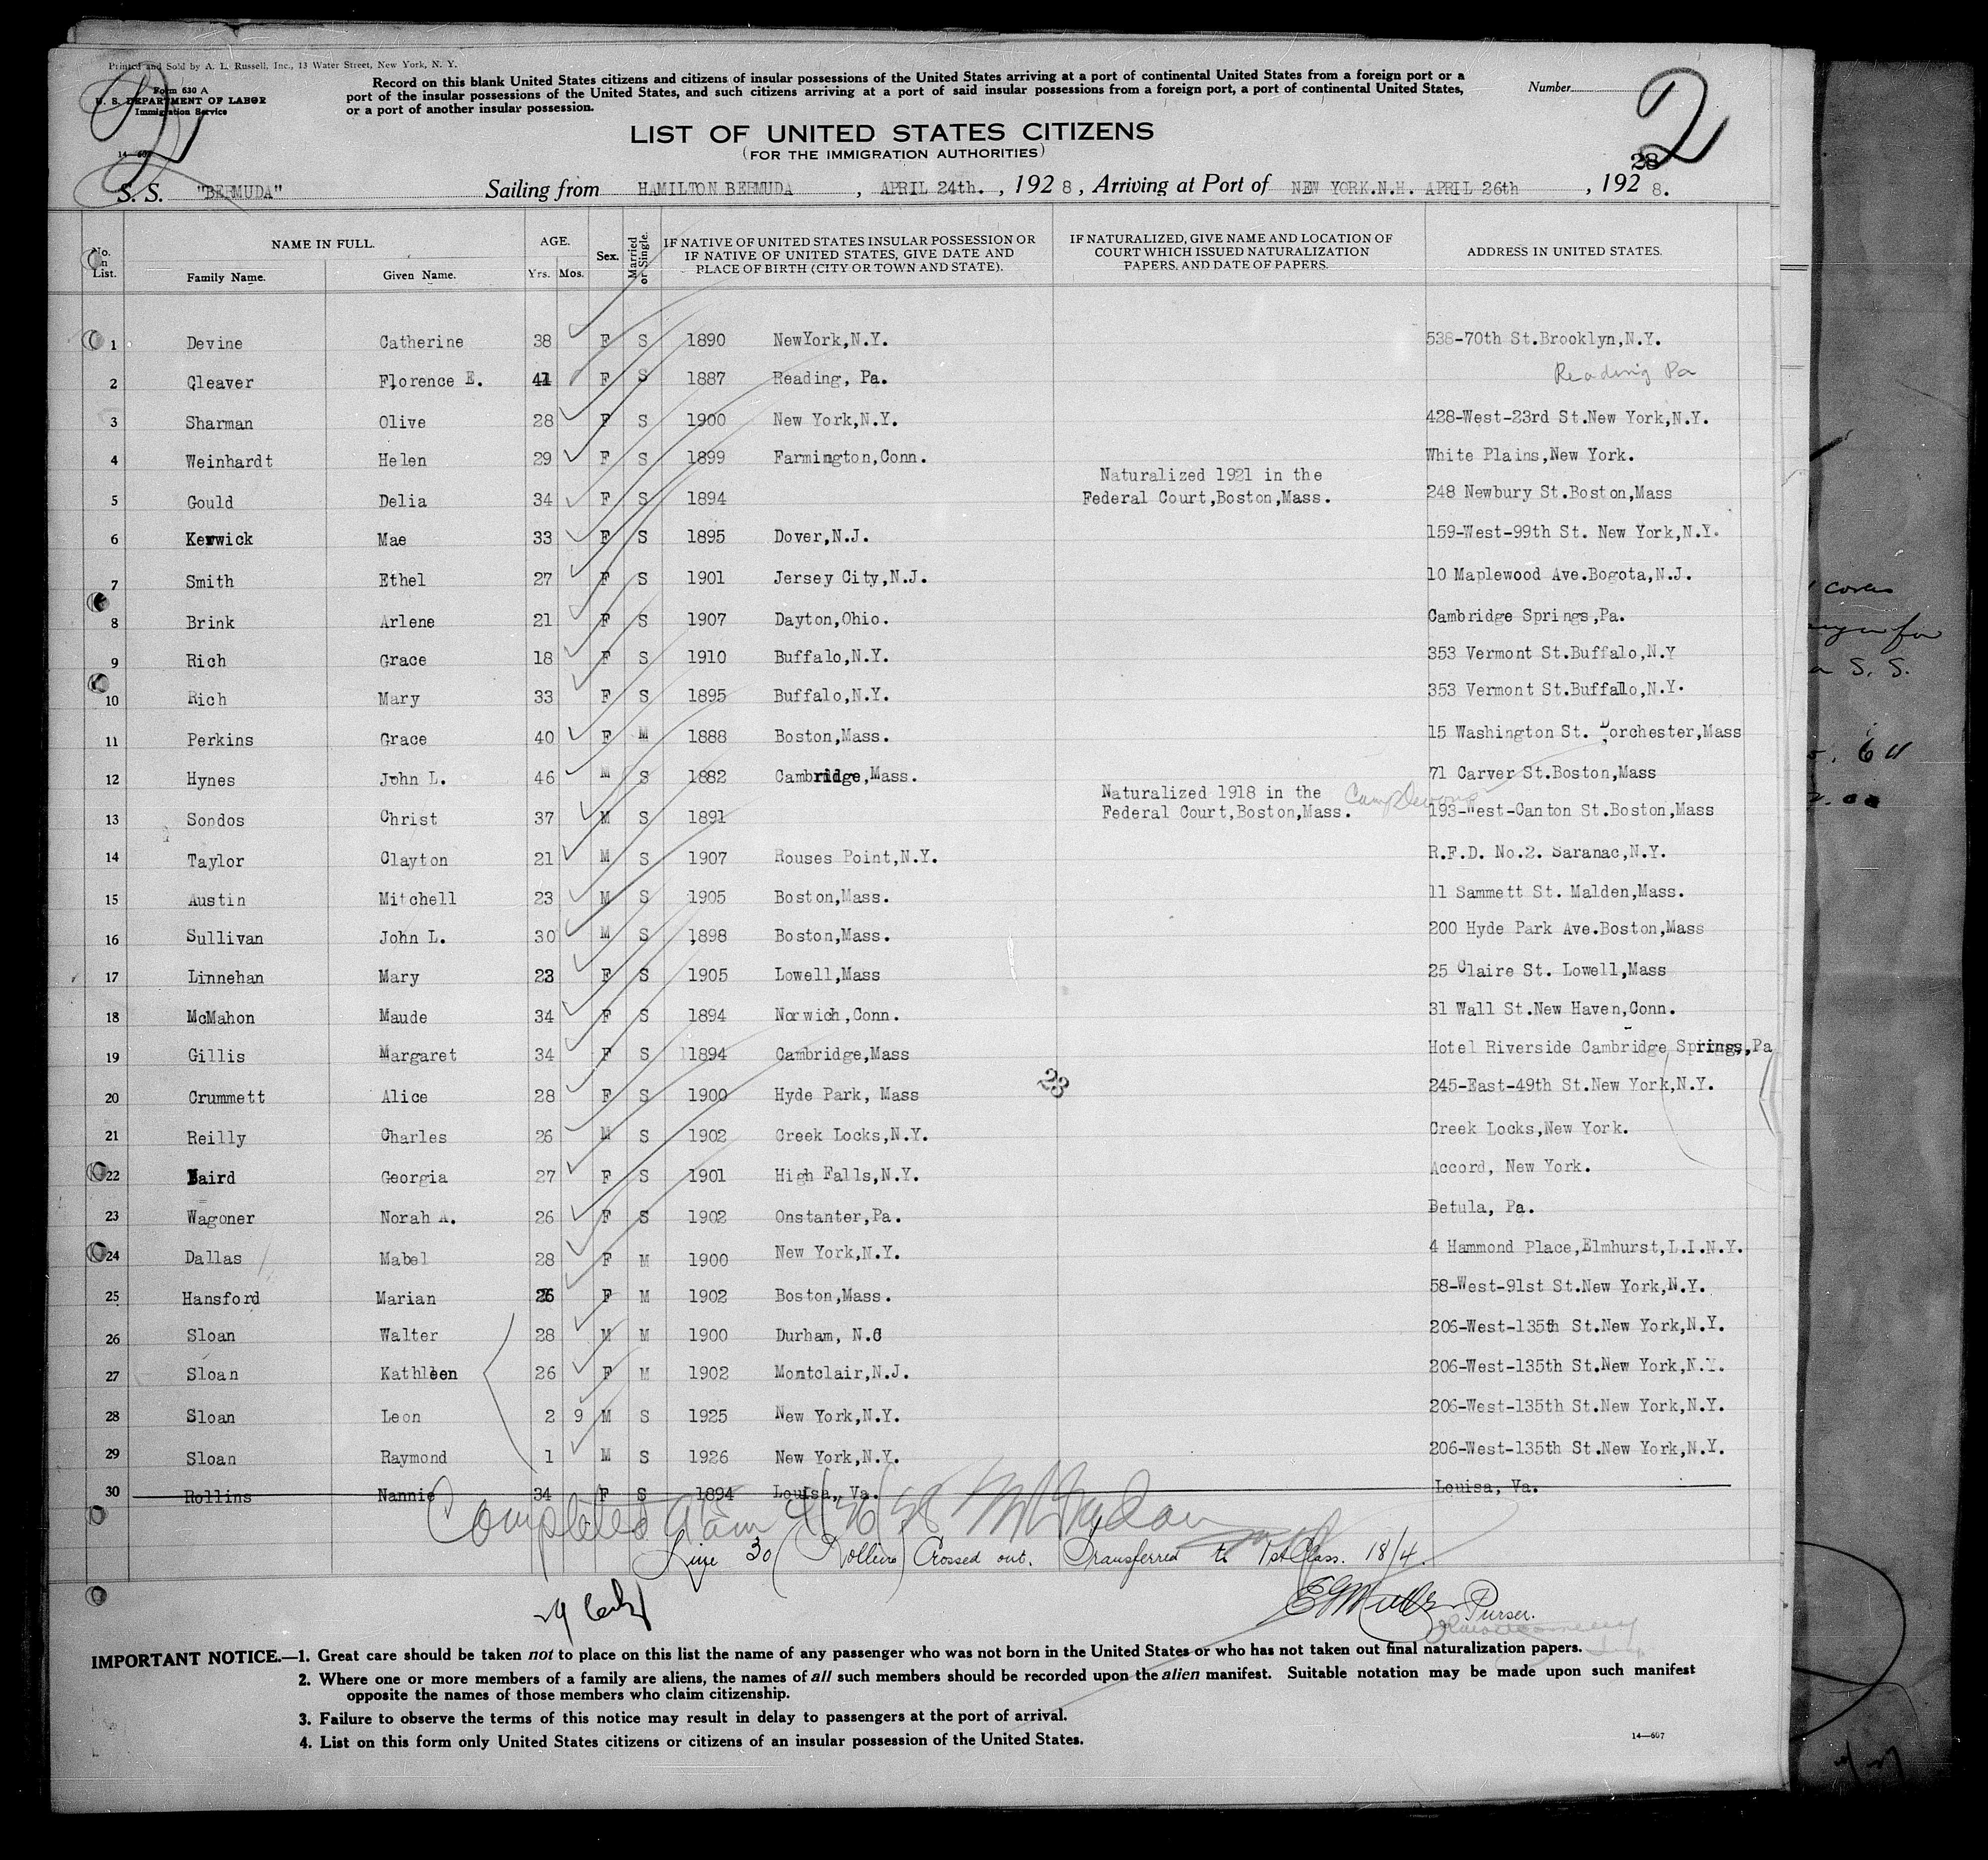 Printed and Sold by A. L. Russell, Inc., 13 Water Street, New York, N. Y.
Form 630 A
U. S. DEPARTMENT OF LABOR
Immigration Service
14—607
Record on this blank United States citizens and citizens of insular possessions of the United States arriving at a port of continental United States from a foreign port or a
port of the insular possessions of the United States, and such citizens arriving at a port of said insular possessions from a foreign port, a port of continental United States,
or a port of another insular possession.
Number
2
LIST OF UNITED STATES CITIZENS
(FOR THE IMMIGRATION AUTHORITIES)
28
S. S. "BERMUDA" Sailing from HAMILTON BERMUDA, APRIL 24th., 192 8, Arriving at Port of NEW YORK.N.H. APRIL 26th, 192 8.
No. in List. NAME IN FULL. Family Name. Given Name. AGE. Yrs. Mos. Sex. Married or Single. IF NATIVE OF UNITED STATES INSULAR POSSESSION OR IF NATIVE OF UNITED STATES, GIVE DATE AND PLACE OF BIRTH (CITY OR TOWN AND STATE). IF NATURALIZED, GIVE NAME AND LOCATION OF COURT WHICH ISSUED NATURALIZATION PAPERS, AND DATE OF PAPERS. ADDRESS IN UNITED STATES.
1 Devine Catherine 38 F S 1890 NewYork,N.Y. 538-70th St.Brooklyn,N.Y.
2 Cleaver Florence E. 41 F S 1887 Reading, Pa. Reading Pa
3 Sharman Olive 28 F S 1900 New York,N.Y. 428-West-23rd St.New York,N.Y.
4 Weinhardt Helen 29 F S 1899 Farmington,Conn. White Plains,New York.
5 Gould Delia 34 F S 1894 Naturalized 1921 in the Federal Court,Boston,Mass. 248 Newbury St.Boston,Mass
6 Kerwick Mae 33 F S 1895 Dover,N.J. 159-West-99th St. New York,N.Y.
7 Smith Ethel 27 F S 1901 Jersey City,N.J. 10 Maplewood Ave.Bogota,N.J.
8 Brink Arlene 21 F S 1907 Dayton,Ohio. Cambridge Springs,Pa.
9 Rich Grace 18 F S 1910 Buffalo,N.Y. 353 Vermont St.Buffalo,N.Y
10 Rich Mary 33 F S 1895 Buffalo,N.Y. 353 Vermont St.Buffallo,N.Y.
11 Perkins Grace 40 F M 1888 Boston,Mass. 15 Washington St. Dorchester,Mass
12 Hynes John L. 46 M S 1882 Cambridge,Mass. 71 Carver St.Boston,Mass
13 Sondos Christ 37 M S 1891 Naturalized 1918 in the Federal Court,Boston,Mass. Camp 193-West-Canton St.Boston,Mass
14 Taylor Clayton 21 M S 1907 Rouses Point,N.Y. R.F.D. No.2. Saranac,N.Y.
15 Austin Mitchell 23 M S 1905 Boston,Mass. 11 Sammett St. Malden,Mass.
16 Sullivan John L. 30 M S 1898 Boston,Mass. 200 Hyde Park Ave.Boston,Mass
17 Linnehan Mary 23 F S 1905 Lowell,Mass 25 Claire St. Lowell,Mass
18 McMahon Maude 34 F S 1894 Norwich,Conn. 31 Wall St.New Haven,Conn.
19 Gillis Margaret 34 F S 1894 Cambridge,Mass Hotel Riverside Cambridge Springs,Pa
20 Crummett Alice 28 F S 1900 Hyde Park, Mass 245-East-49th St.New York,N.Y.
28
21 Reilly Charles 26 M S 1902 Creek Locks,N.Y. Creek Locks,New York.
22 Baird Georgia 27 F S 1901 High Falls,N.Y. Accord, New York.
23 Wagoner Norah A. 26 F S 1902 Onstanter,Pa. Betula, Pa.
24 Dallas Mabel 28 F M 1900 New York,N.Y. 4 Hammond Place,Elmhurst,L.I.N.Y.
25 Hansford Marian 26 F M 1902 Boston,Mass. 58-West-91st St.New York,N.Y.
26 Sloan Walter 28 M M 1900 Durham, N.C 206-West-135th St.New York,N.Y.
27 Sloan Kathleen 26 F M 1902 Montclair,N.J. 206-West-135th St.New York,N.Y.
28 Sloan Leon 2 9 M S 1925 New York,N.Y. 206-West-135th St.New York,N.Y.
29 Sloan Raymond 1 M S 1926 New York,N.Y. 206-West-135th St.New York,N.Y.
30 Rollins Nannie 34 F S 1894 Louisa, Va. Louisa, Va.
Completed 4/26/28
Line 30 (Rollins) Crossed out. Transferred to 1st Class. 18/4.
Purser.
IMPORTANT NOTICE.—1. Great care should be taken not to place on this list the name of any passenger who was not born in the United States or who has not taken out final naturalization papers.
2. Where one or more members of a family are aliens, the names of all such members should be recorded upon the alien manifest. Suitable notation may be made upon such manifest
opposite the names of those members who claim citizenship.
3. Failure to observe the terms of this notice may result in delay to passengers at the port of arrival.
4. List on this form only United States citizens or citizens of an insular possession of the United States.
14—607